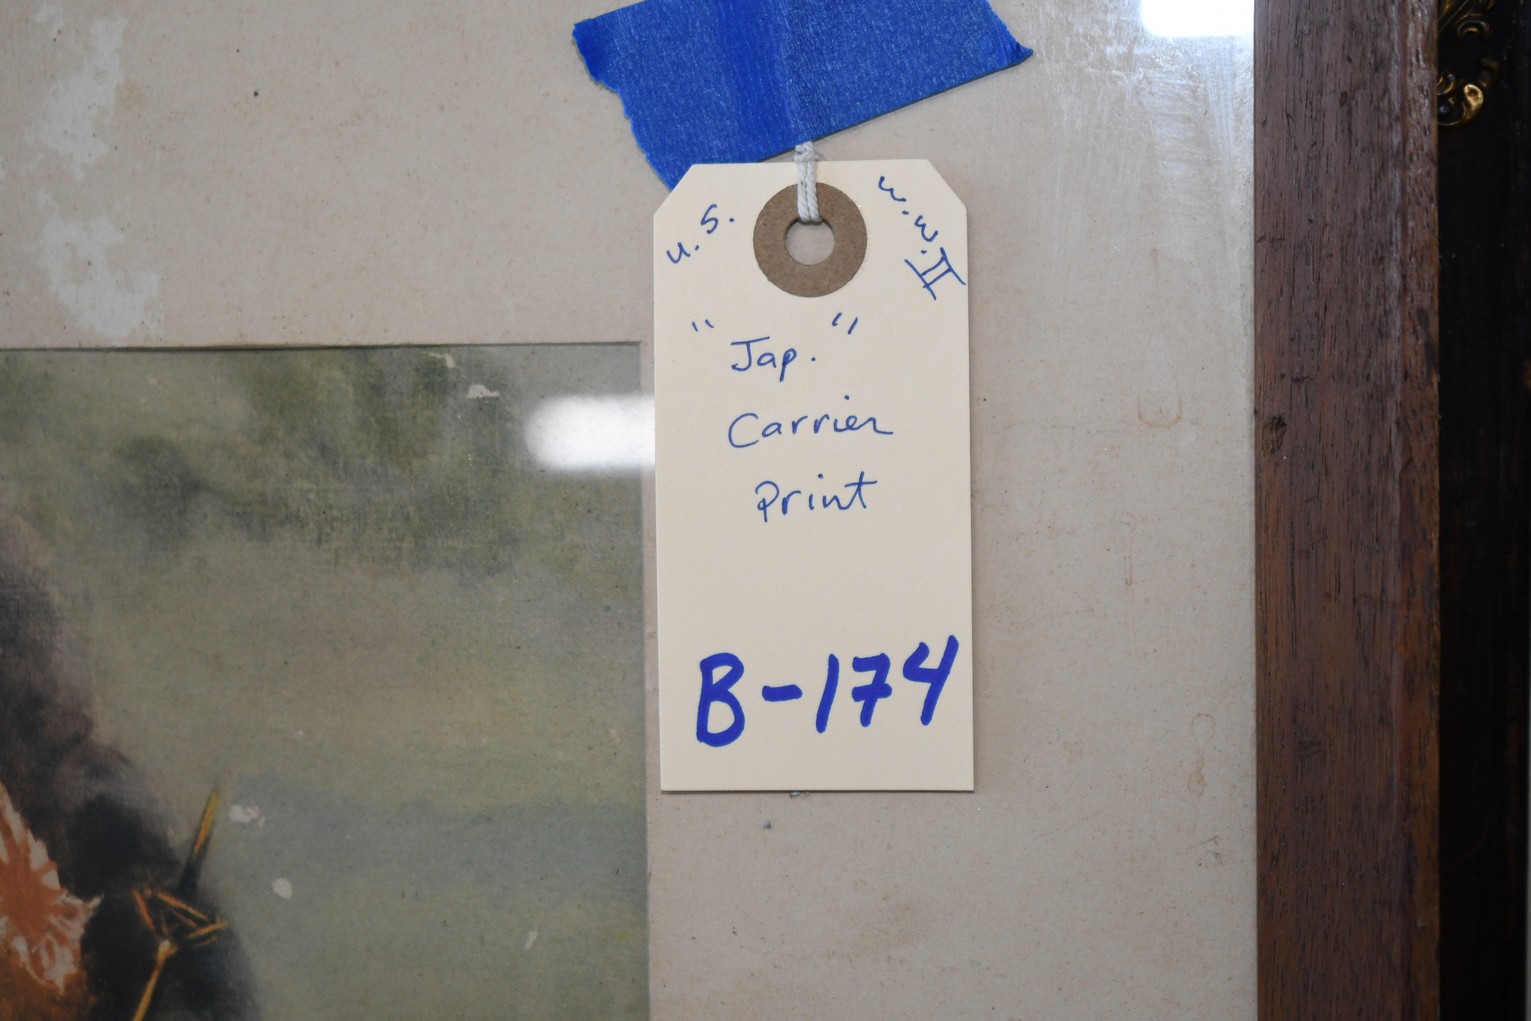 U.S.
W.W.II
"Jap."
Carrier
Print
B-174